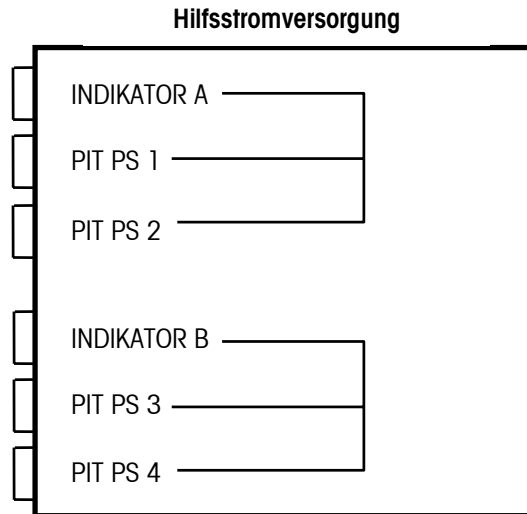 Hilfsstromversorgung
INDIKATOR A
PIT PS 1
PIT PS 2
INDIKATOR B
PIT PS 3
PIT PS 4